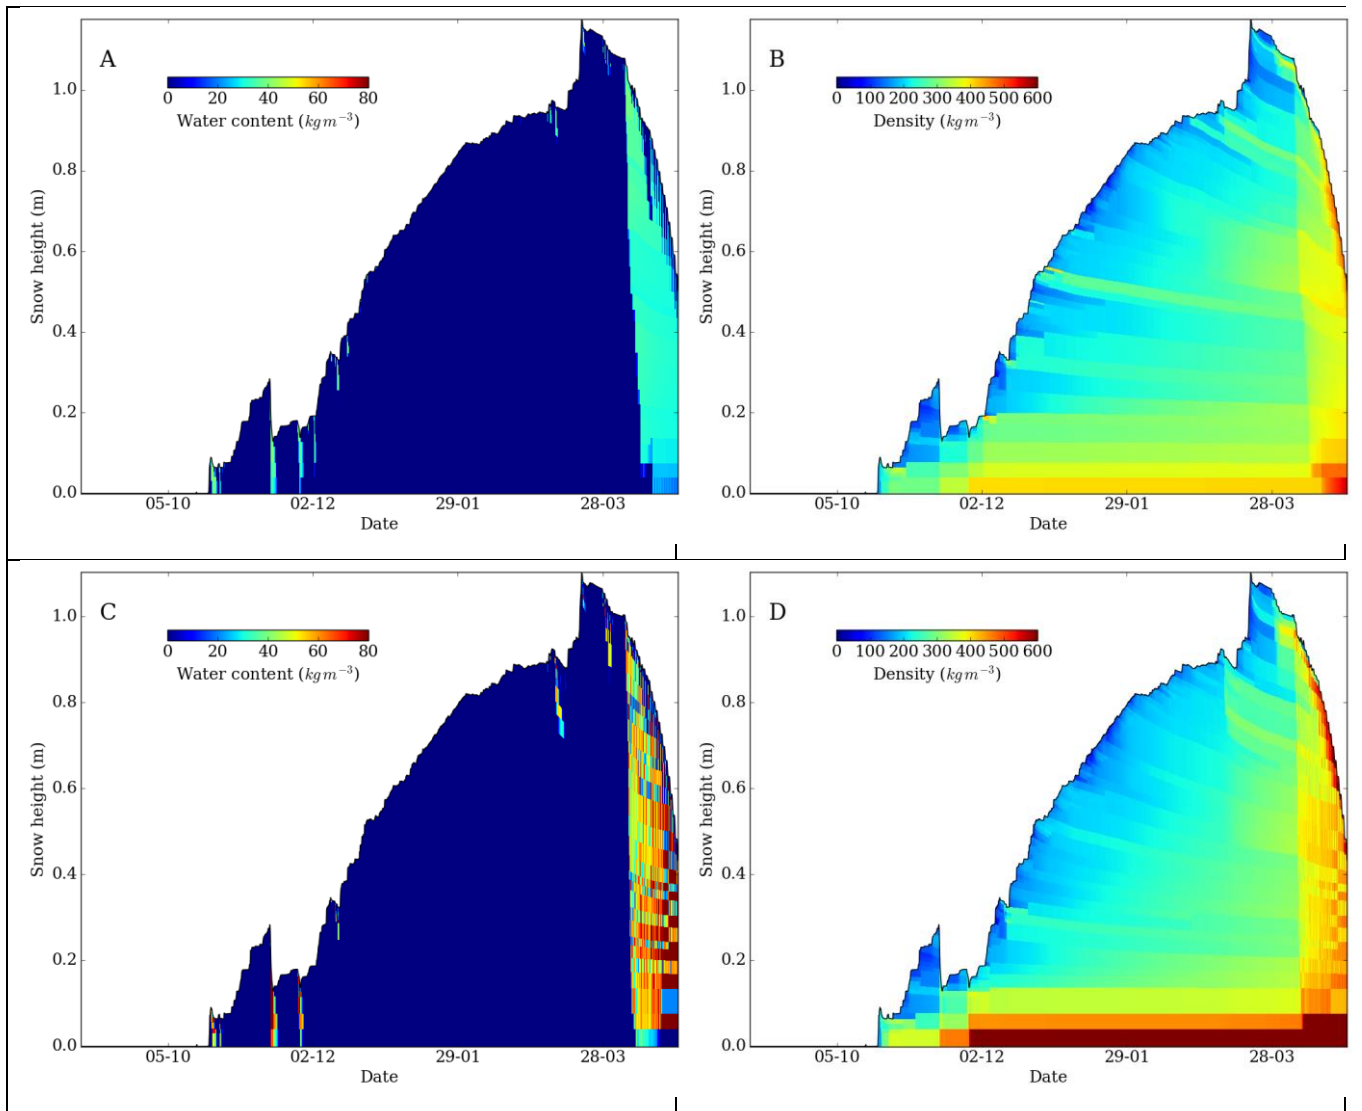 A
0 20 40 60 80
Water content (kg m⁻³)
1.0
0.8
0.6
0.4
0.2
0.0
Snow height (m)
05-10 02-12 29-01 28-03
Date
B
0 100 200 300 400 500 600
Density (kg m⁻³)
1.0
0.8
0.6
0.4
0.2
0.0
Snow height (m)
05-10 02-12 29-01 28-03
Date
C
0 20 40 60 80
Water content (kg m⁻³)
1.0
0.8
0.6
0.4
0.2
0.0
Snow height (m)
05-10 02-12 29-01 28-03
Date
D
0 100 200 300 400 500 600
Density (kg m⁻³)
1.0
0.8
0.6
0.4
0.2
0.0
Snow height (m)
05-10 02-12 29-01 28-03
Date